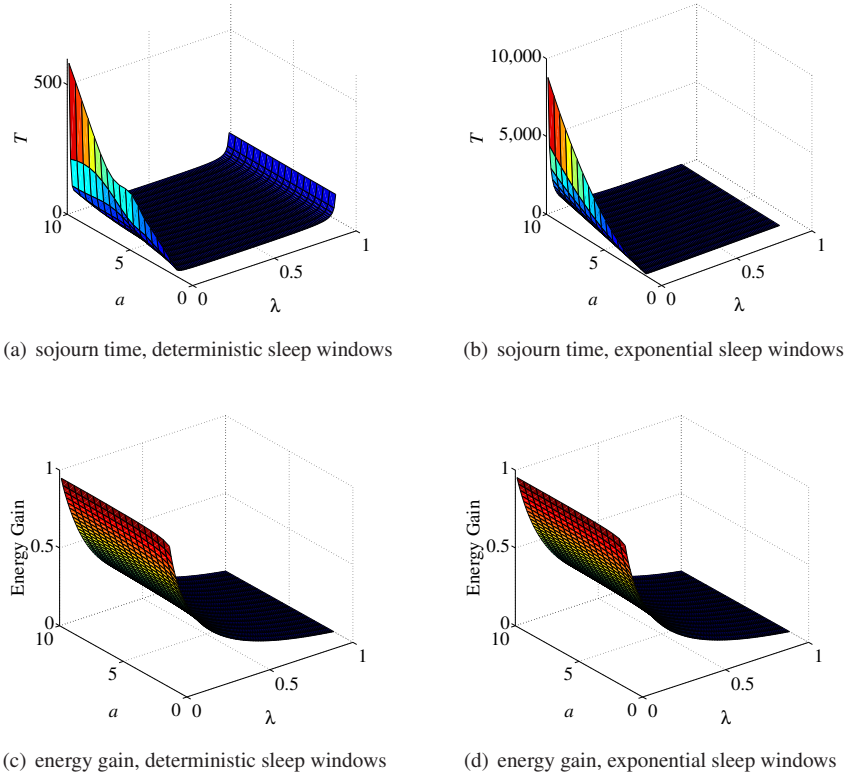 500
T
0
10
5
a
0
0
0.5
λ
1
(a) sojourn time, deterministic sleep windows
10,000
T
5,000
0
10
5
a
0
0
0.5
λ
1
(b) sojourn time, exponential sleep windows
1
Energy Gain
0.5
0
10
5
a
0
0
0.5
λ
1
(c) energy gain, deterministic sleep windows
1
Energy Gain
0.5
0
10
5
a
0
0
0.5
λ
1
(d) energy gain, exponential sleep windows